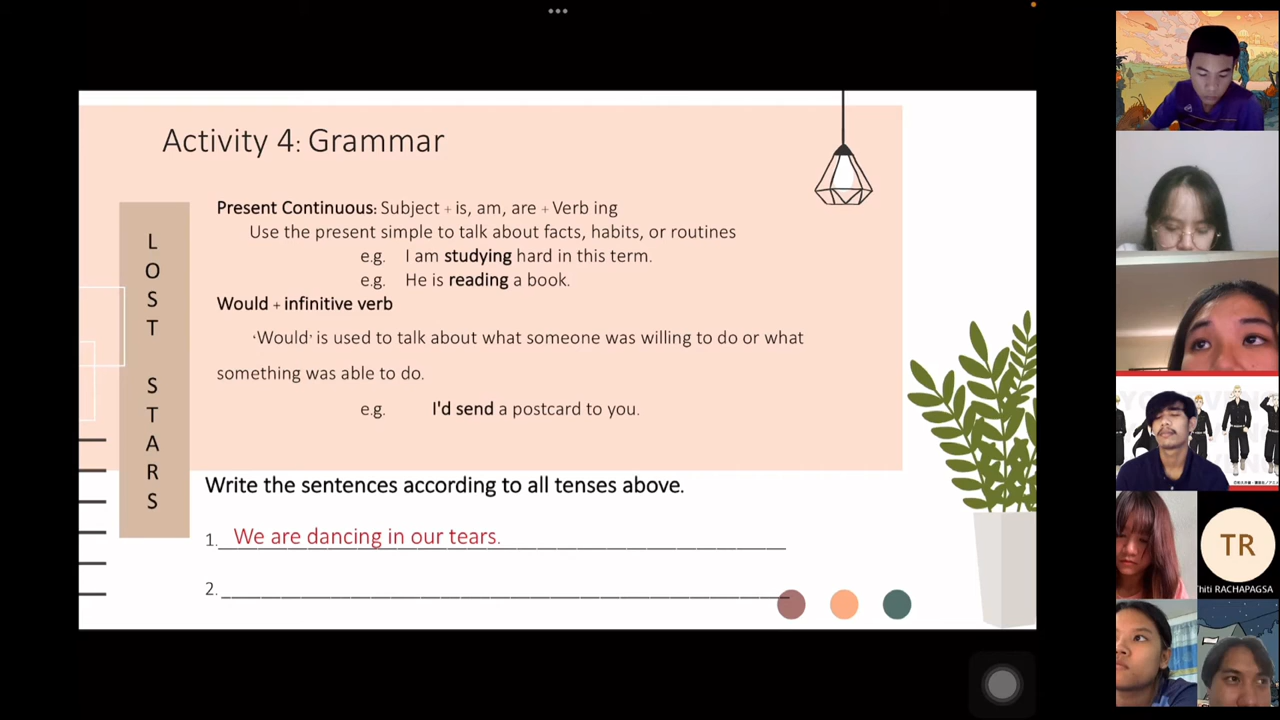 Activity 4: Grammar
LOST STARS
Present Continuous: Subject + is, am, are + Verb ing
Use the present simple to talk about facts, habits, or routines
e.g. I am studying hard in this term.
e.g. He is reading a book.
Would + infinitive verb
'Would' is used to talk about what someone was willing to do or what
something was able to do.
e.g. I'd send a postcard to you.
Write the sentences according to all tenses above.
1. We are dancing in our tears.
2.
TR
RACHAPAGSA